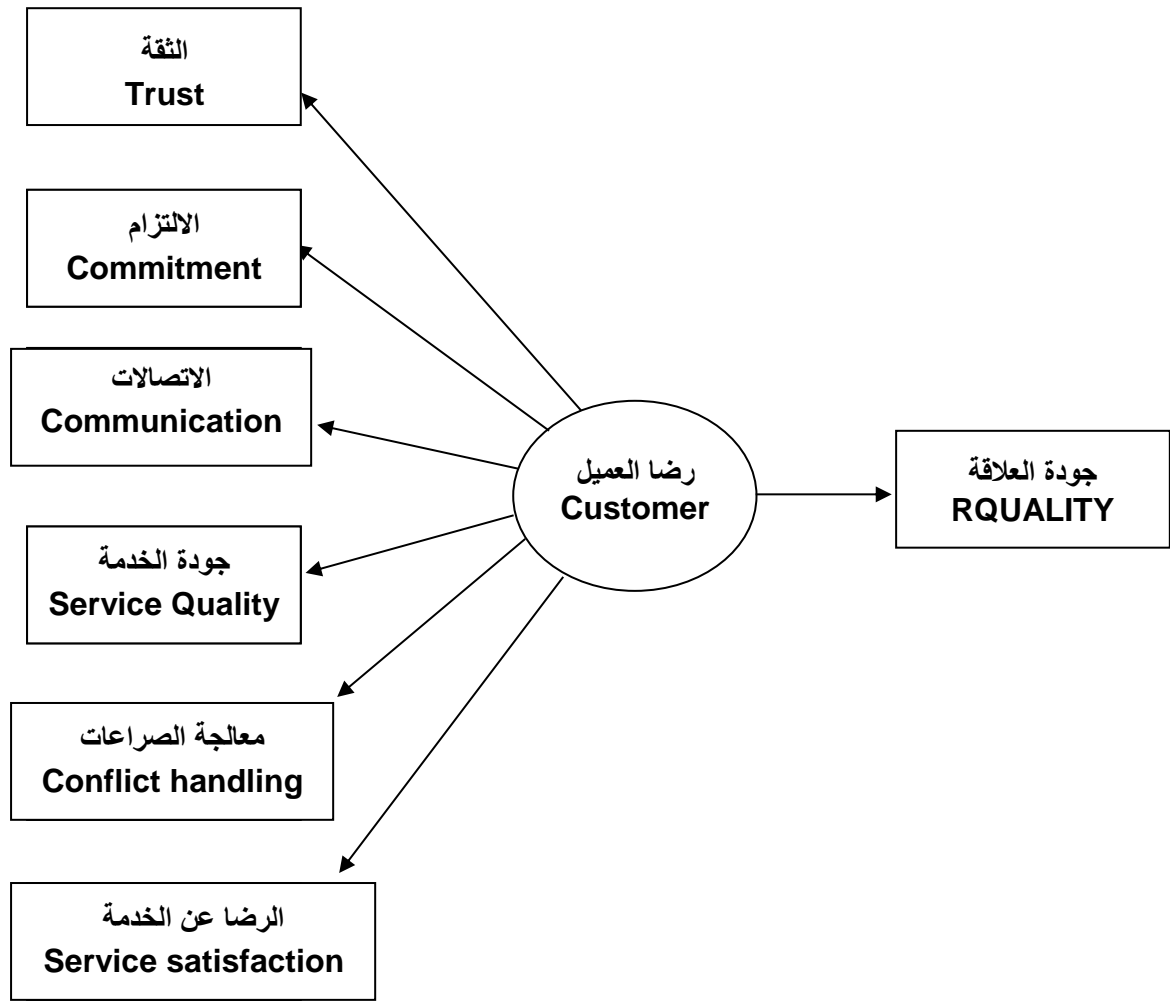 الثقة
Trust
الالتزام
Commitment
الاتصالات
Communication
رضا العميل
Customer
جودة العلاقة
RQUALITY
جودة الخدمة
Service Quality
معالجة الصراعات
Conflict handling
الرضا عن الخدمة
Service satisfaction